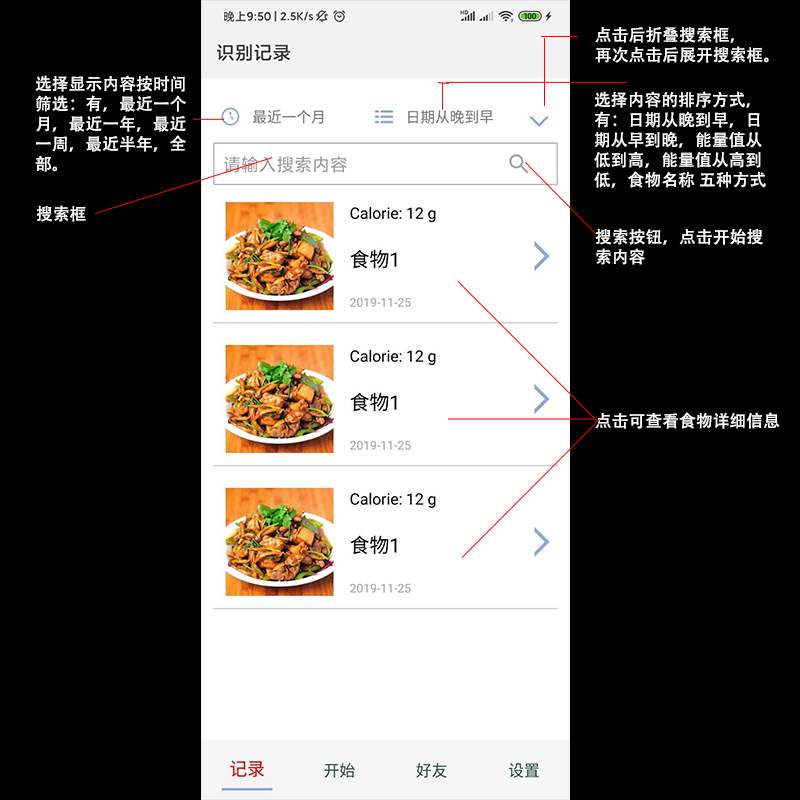 晚上9:50 | 2.5K/s
HD
100
识别记录
最近一个月
日期从晚到早
请输入搜索内容
Calorie: 12 g
食物1
2019-11-25
Calorie: 12 g
食物1
2019-11-25
Calorie: 12 g
食物1
2019-11-25
记录
开始
好友
设置
选择显示内容按时间
筛选：有，最近一个
月，最近一年，最近
一周，最近半年，全
部。
搜索框
点击后折叠搜索框，
再次点击后展开搜索框。
选择内容的排序方式，
有：日期从晚到早，日
期从早到晚，能量值从
低到高，能量值从高到
低，食物名称 五种方式
搜索按钮，点击开始搜
索内容
点击可查看食物详细信息